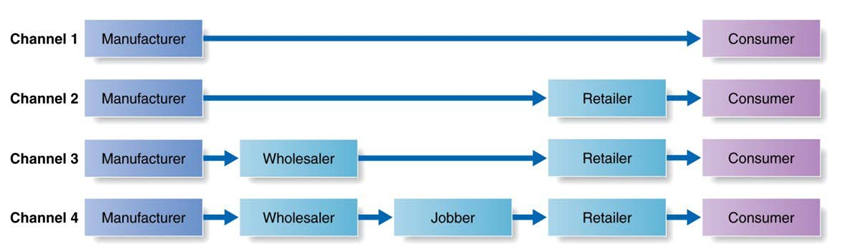 Channel 1 Manufacturer Consumer
Channel 2 Manufacturer Retailer Consumer
Channel 3 Manufacturer Wholesaler Retailer Consumer
Channel 4 Manufacturer Wholesaler Jobber Retailer Consumer